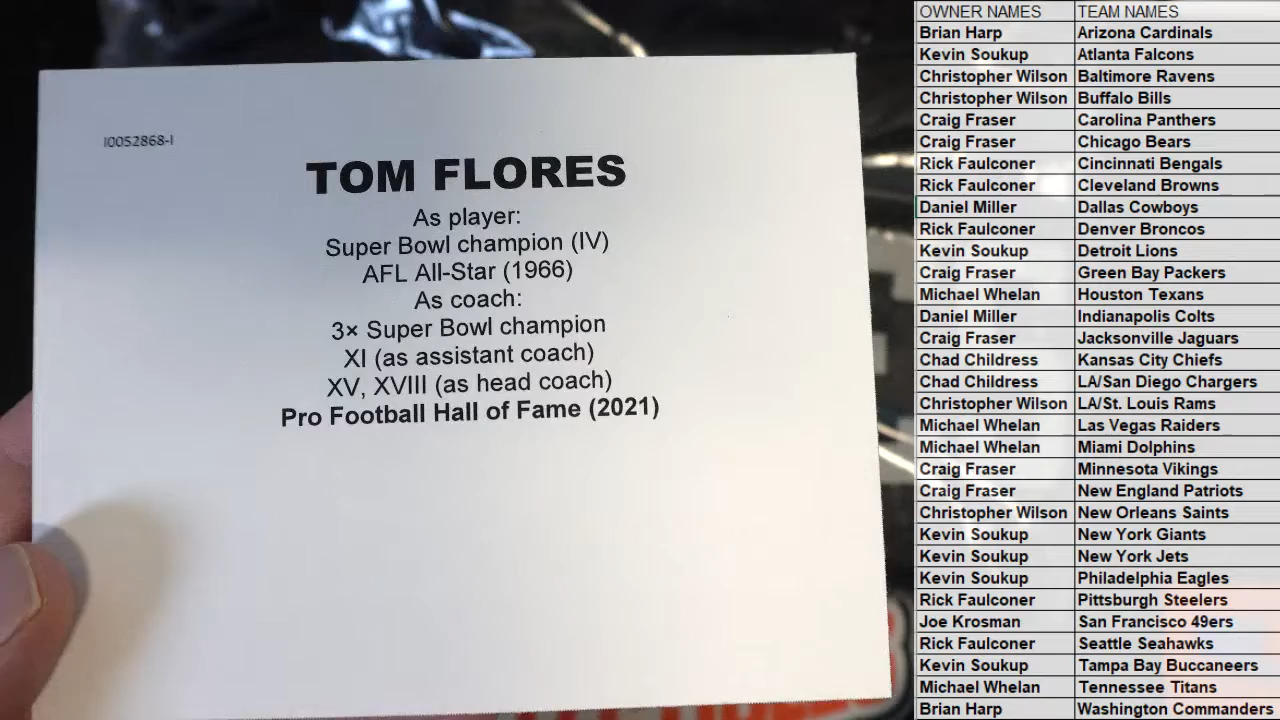 I0052868-I
TOM FLORES
As player:
Super Bowl champion (IV)
AFL All-Star (1966)
As coach:
3× Super Bowl champion
XI (as assistant coach)
XV, XVIII (as head coach)
Pro Football Hall of Fame (2021)
OWNER NAMES TEAM NAMES
Brian Harp Arizona Cardinals
Kevin Soukup Atlanta Falcons
Christopher Wilson Baltimore Ravens
Christopher Wilson Buffalo Bills
Craig Fraser Carolina Panthers
Craig Fraser Chicago Bears
Rick Faulconer Cincinnati Bengals
Rick Faulconer Cleveland Browns
Daniel Miller Dallas Cowboys
Rick Faulconer Denver Broncos
Kevin Soukup Detroit Lions
Craig Fraser Green Bay Packers
Michael Whelan Houston Texans
Daniel Miller Indianapolis Colts
Craig Fraser Jacksonville Jaguars
Chad Childress Kansas City Chiefs
Chad Childress LA/San Diego Chargers
Christopher Wilson LA/St. Louis Rams
Michael Whelan Las Vegas Raiders
Michael Whelan Miami Dolphins
Craig Fraser Minnesota Vikings
Craig Fraser New England Patriots
Christopher Wilson New Orleans Saints
Kevin Soukup New York Giants
Kevin Soukup New York Jets
Kevin Soukup Philadelphia Eagles
Rick Faulconer Pittsburgh Steelers
Joe Krosman San Francisco 49ers
Rick Faulconer Seattle Seahawks
Kevin Soukup Tampa Bay Buccaneers
Michael Whelan Tennessee Titans
Brian Harp Washington Commanders